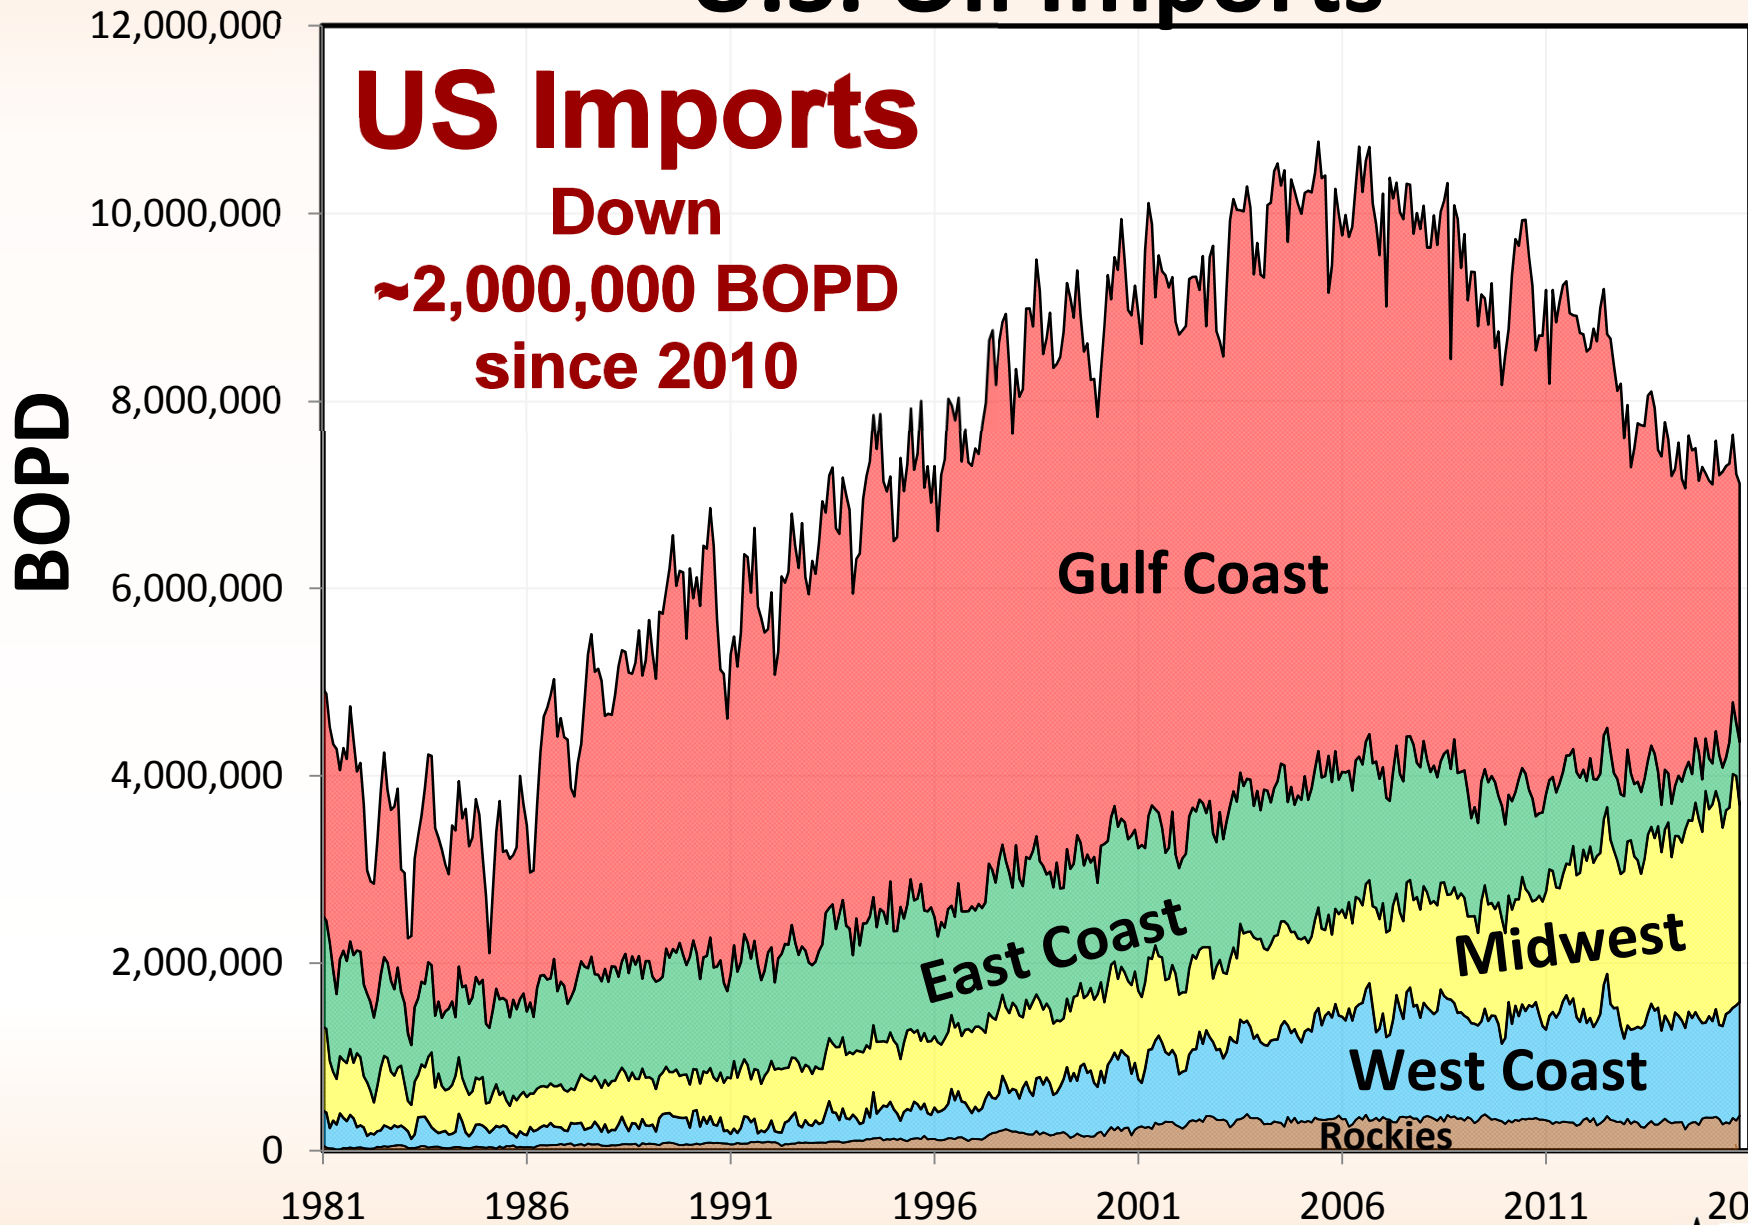 U.S. Oil Imports
12,000,000
10,000,000
8,000,000
6,000,000
4,000,000
2,000,000
0
BOPD
US Imports
Down
~2,000,000 BOPD
since 2010
Gulf Coast
East Coast
Midwest
West Coast
Rockies
1981 1986 1991 1996 2001 2006 2011